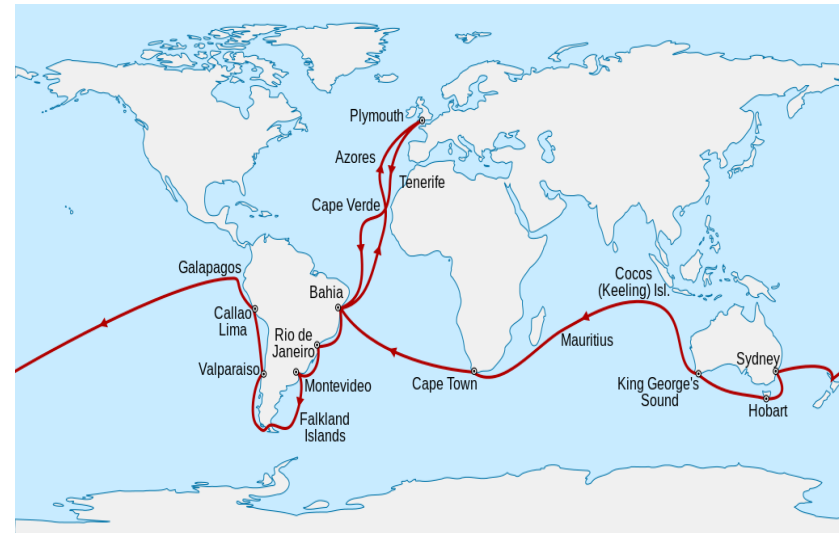 Plymouth
Azores
Tenerife
Cape Verde
Galapagos
Cocos
(Keeling) Isl.
Bahia
Callao
Lima
Rio de
Janeiro
Mauritius
Valparaiso
Sydney
Montevideo
Cape Town
King George's
Sound
Hobart
Falkland
Islands